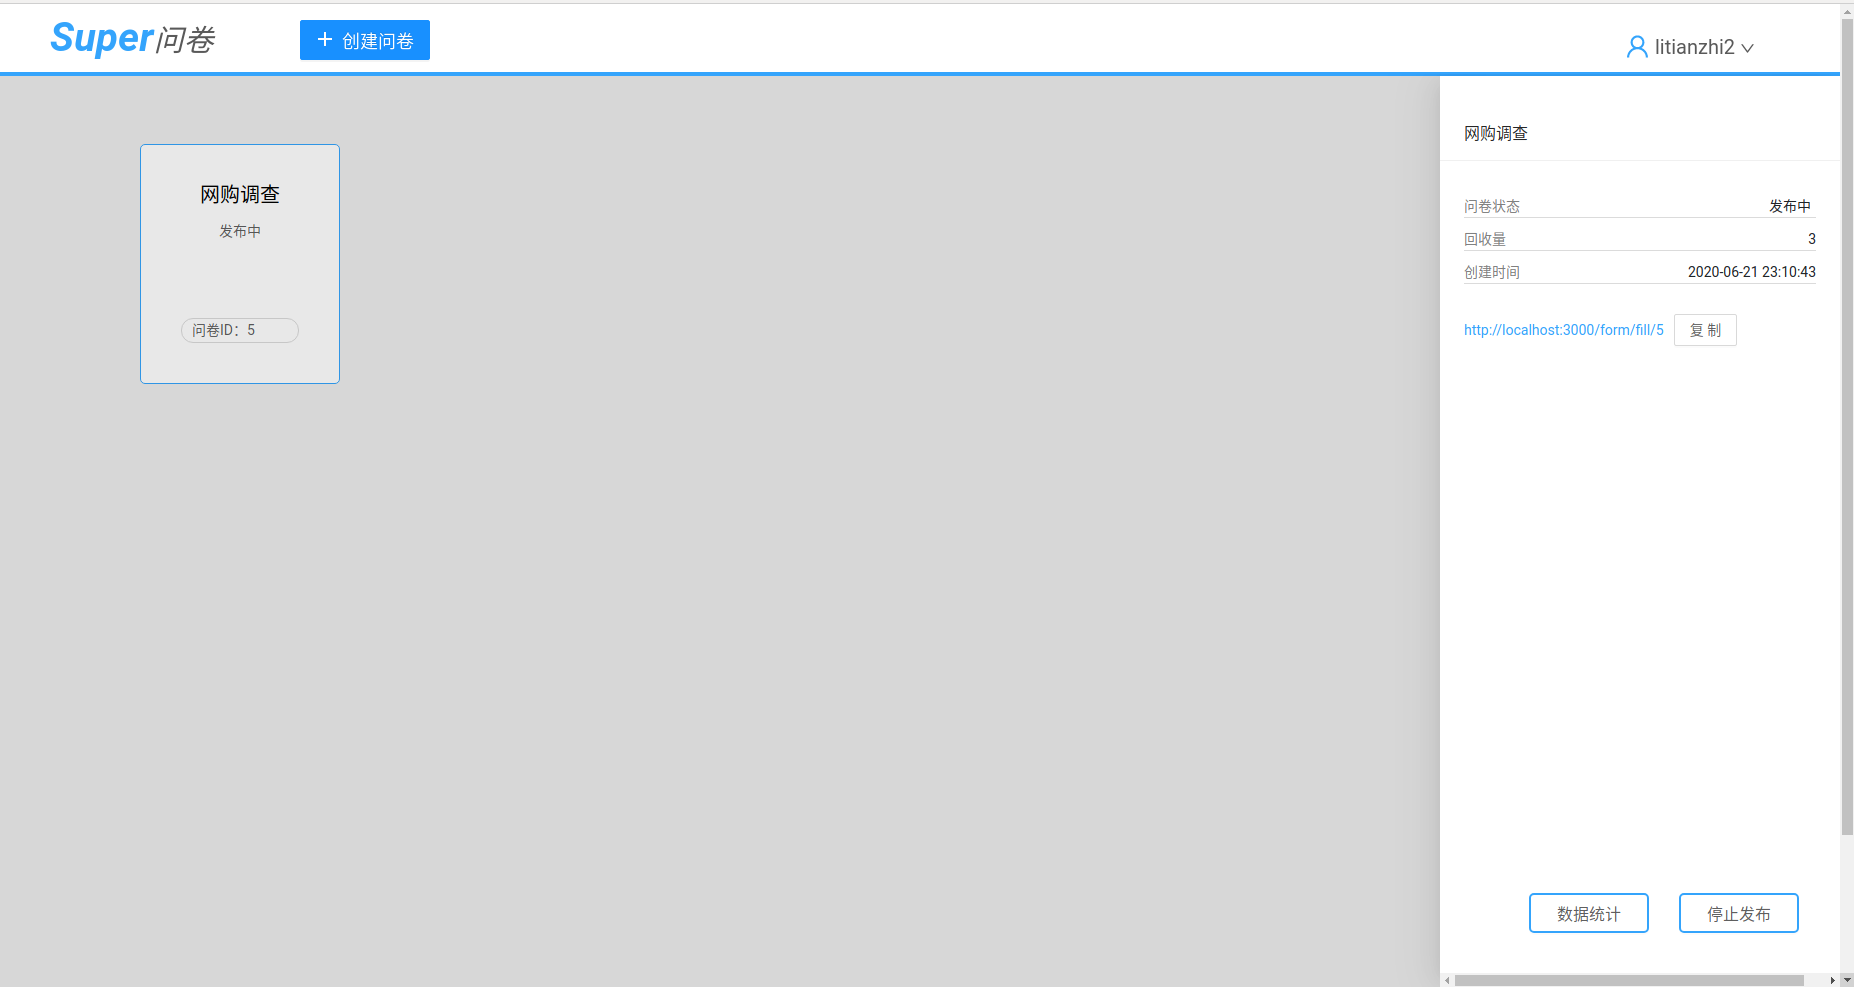 Super问卷
创建问卷
litianzhi2
网购调查
发布中
问卷ID：5
网购调查
问卷状态 发布中
回收量 3
创建时间 2020-06-21 23:10:43
http://localhost:3000/form/fill/5 复 制
数据统计 停止发布